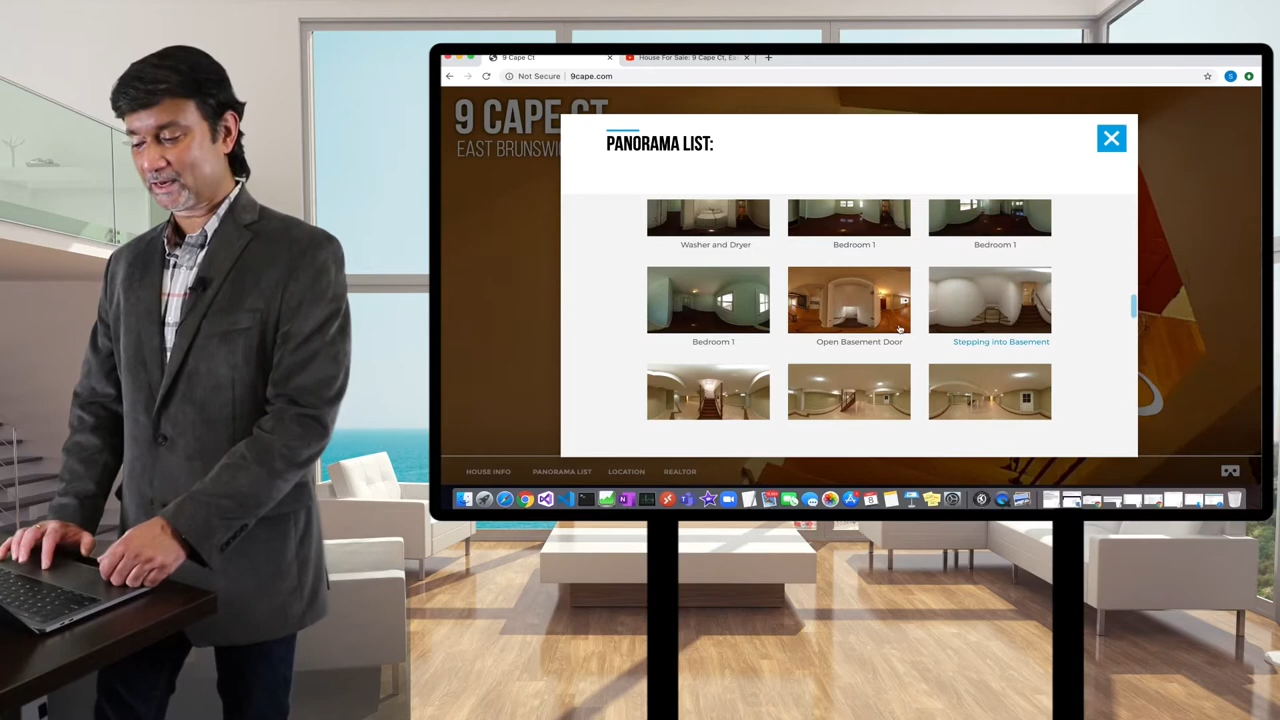 9 Cape Ct
House For Sale: 9 Cape Ct, Ea
Not Secure
9cape.com
S
9 CAPE CT
EAST BRUNSWI
PANORAMA LIST:
Washer and Dryer
Bedroom 1
Bedroom 1
Bedroom 1
Open Basement Door
Stepping into Basement
HOUSE INFO
PANORAMA LIST
LOCATION
REALTOR
8